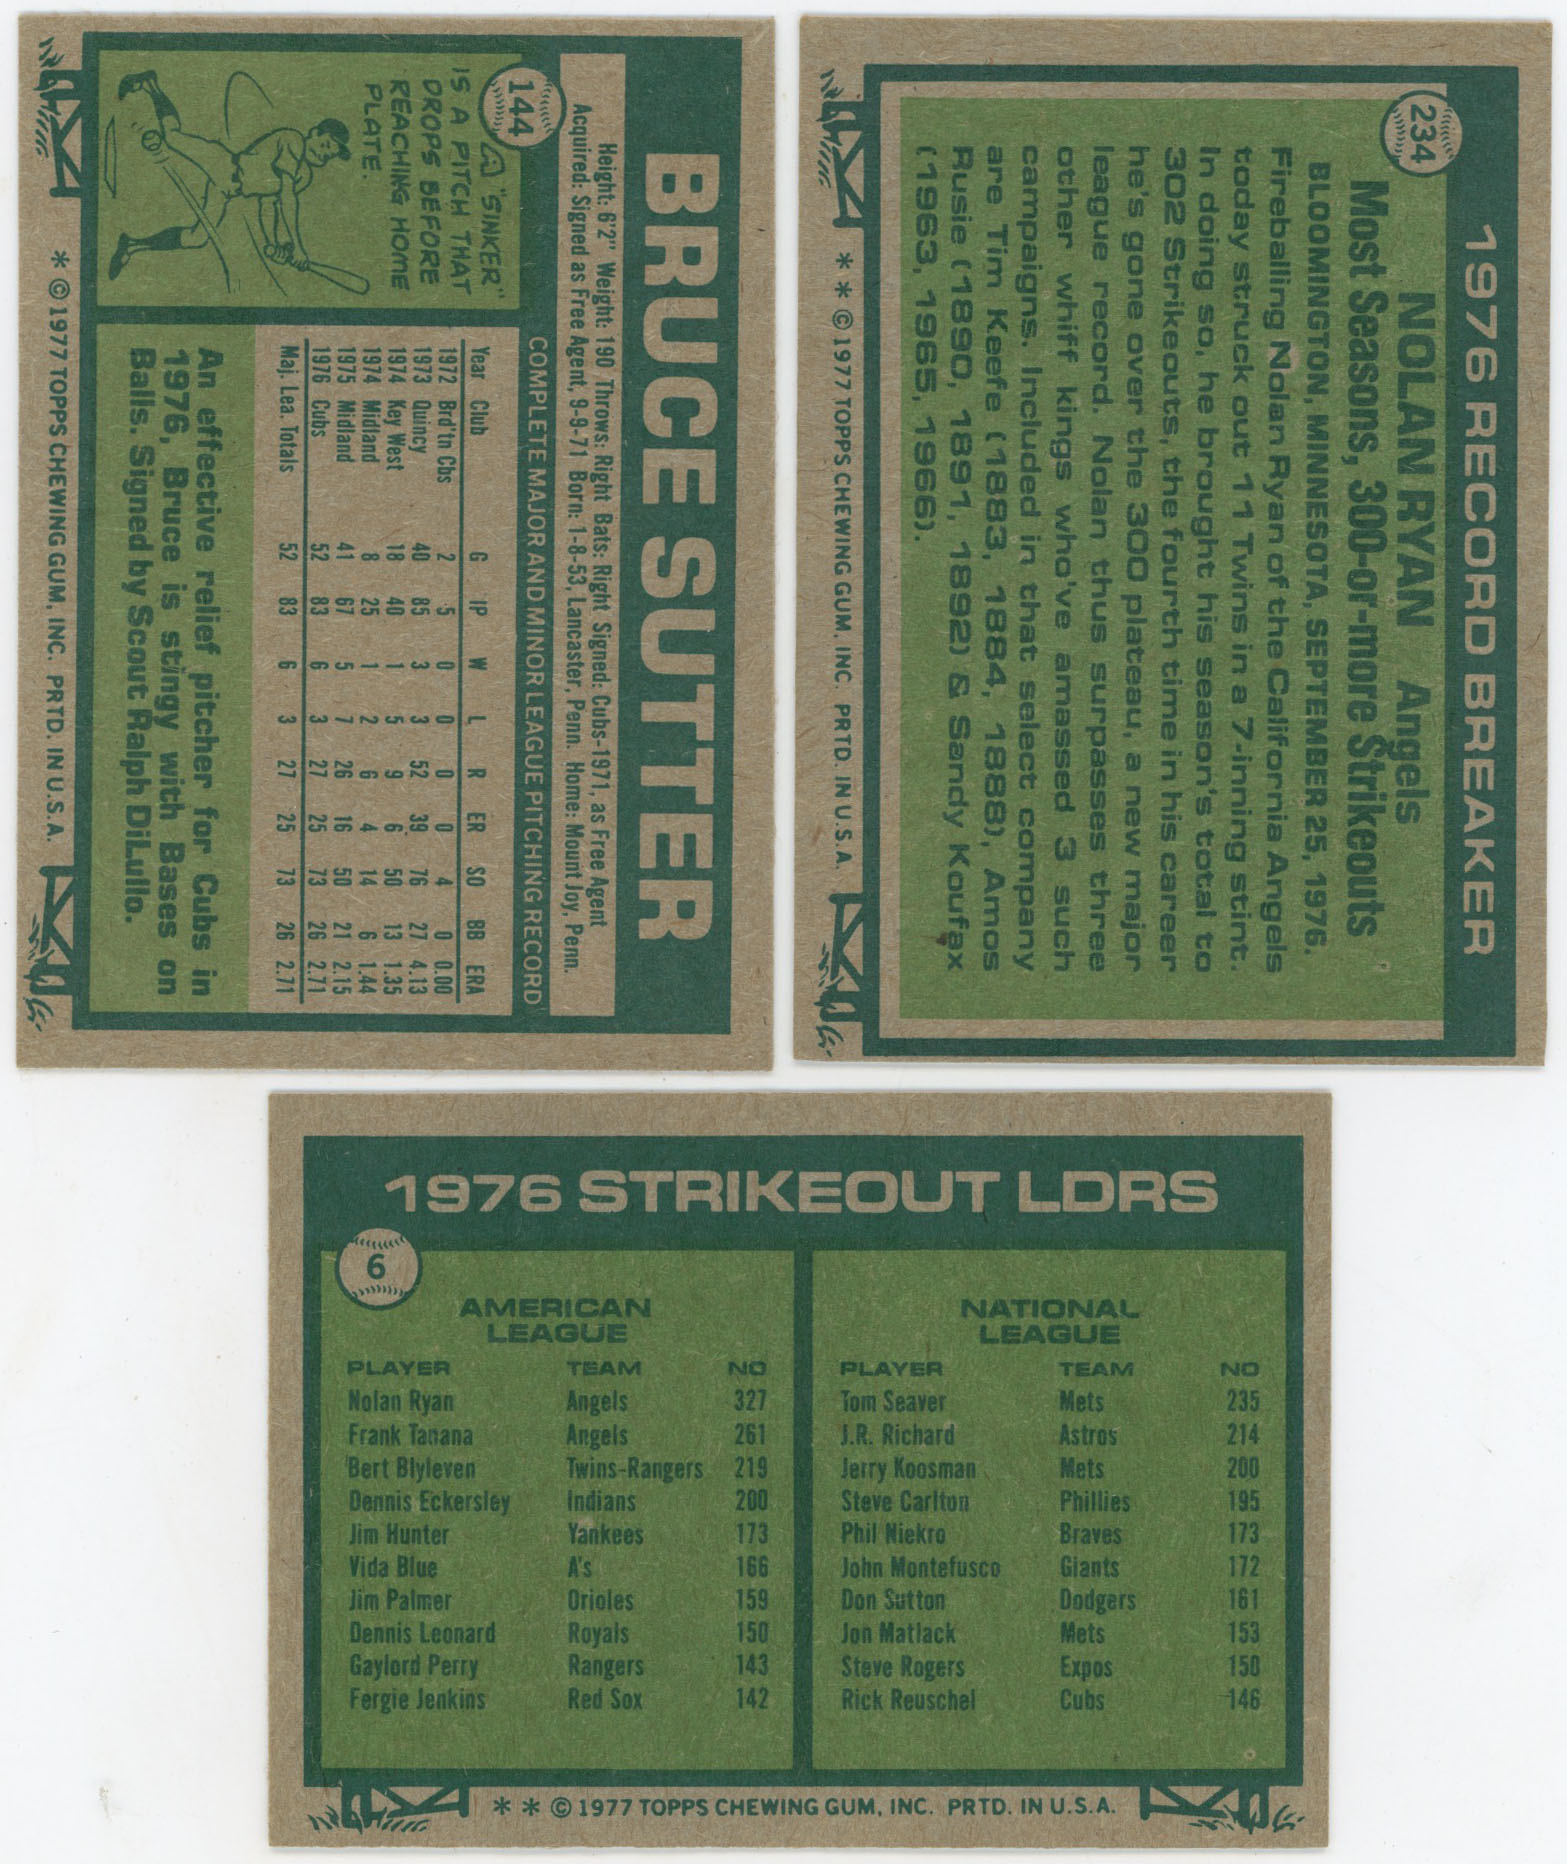 BRUCE SUTTER
Height: 6'2" Weight: 190 Throws: Right Bats: Right Signed: Cubs-1971, as Free Agent
Acquired: Signed as Free Agent, 9-9-71 Born: 1-8-53, Lancaster, Penn. Home: Mount Joy, Penn.
144
A "SINKER"
IS A PITCH THAT
DROPS BEFORE
REACHING HOME
PLATE.
COMPLETE MAJOR AND MINOR LEAGUE PITCHING RECORD
Year Club G IP W L R ER SO BB ERA
1972 Brd'tn Cbs 2 5 0 0 0 0 4 0 0.00
1973 Quincy 40 85 3 3 52 39 76 27 4.13
1974 Key West 18 40 1 5 9 6 50 13 1.35
1974 Midland 8 25 1 2 6 4 14 6 1.44
1975 Midland 41 67 5 7 26 16 50 21 2.15
1976 Cubs 52 83 6 3 27 25 73 26 2.71
Maj. Lea. Totals 52 83 6 3 27 25 73 26 2.71
An effective relief pitcher for Cubs in
1976, Bruce is stingy with Bases on
Balls. Signed by Scout Ralph DiLullo.
* © 1977 TOPPS CHEWING GUM, INC. PRTD. IN U.S.A.
1976 RECORD BREAKER
234
NOLAN RYAN Angels
Most Seasons, 300-or-more Strikeouts
BLOOMINGTON, MINNESOTA, SEPTEMBER 25, 1976.
Fireballing Nolan Ryan of the California Angels
today struck out 11 Twins in a 7-inning stint.
In doing so, he brought his season's total to
302 Strikeouts, the fourth time in his career
he's gone over the 300 plateau, a new major
league record. Nolan thus surpasses three
other whiff kings who've amassed 3 such
campaigns. Included in that select company
are Tim Keefe (1883, 1884, 1888), Amos
Rusie (1890, 1891, 1892) & Sandy Koufax
(1963, 1965, 1966).
* * © 1977 TOPPS CHEWING GUM, INC. PRTD. IN U.S.A.
1976 STRIKEOUT LDRS
6
AMERICAN
LEAGUE
PLAYER TEAM NO
Nolan Ryan Angels 327
Frank Tanana Angels 261
Bert Blyleven Twins-Rangers 219
Dennis Eckersley Indians 200
Jim Hunter Yankees 173
Vida Blue A's 166
Jim Palmer Orioles 159
Dennis Leonard Royals 150
Gaylord Perry Rangers 143
Fergie Jenkins Red Sox 142
NATIONAL
LEAGUE
PLAYER TEAM NO
Tom Seaver Mets 235
J.R. Richard Astros 214
Jerry Koosman Mets 200
Steve Carlton Phillies 195
Phil Niekro Braves 173
John Montefusco Giants 172
Don Sutton Dodgers 161
Jon Matlack Mets 153
Steve Rogers Expos 150
Rick Reuschel Cubs 146
* * © 1977 TOPPS CHEWING GUM, INC. PRTD. IN U.S.A.